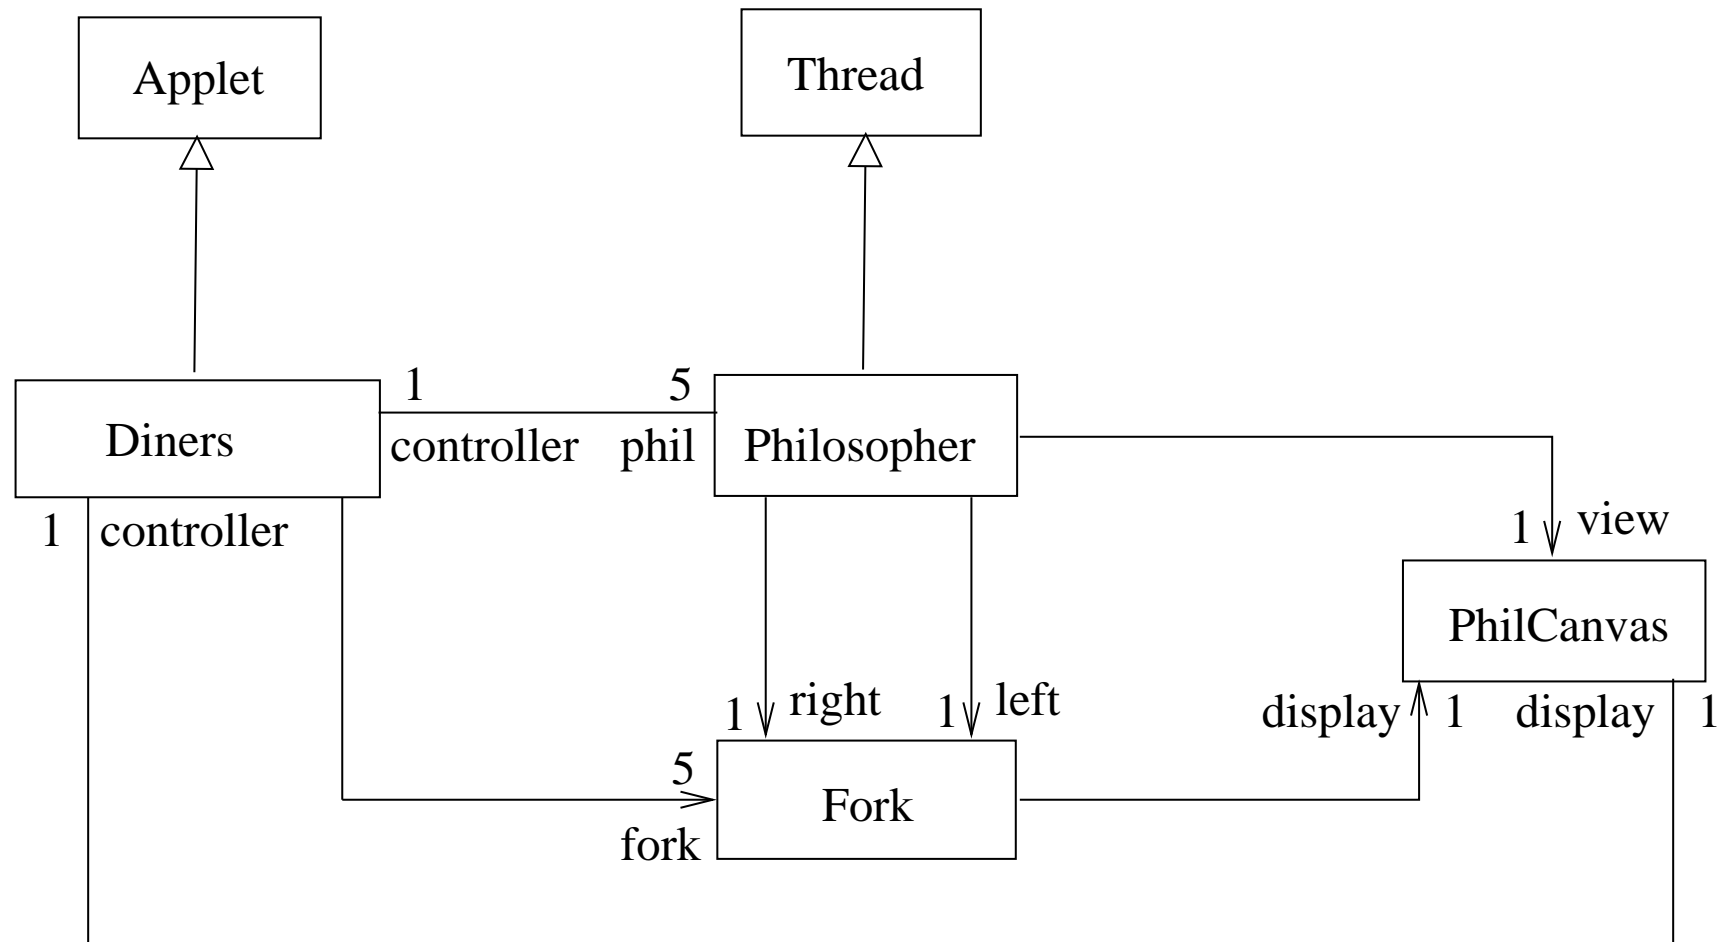 Applet
Thread
1
5
Diners
controller
phil
Philosopher
1
controller
1
view
PhilCanvas
1
right
1
left
display
1
display
1
5
Fork
fork